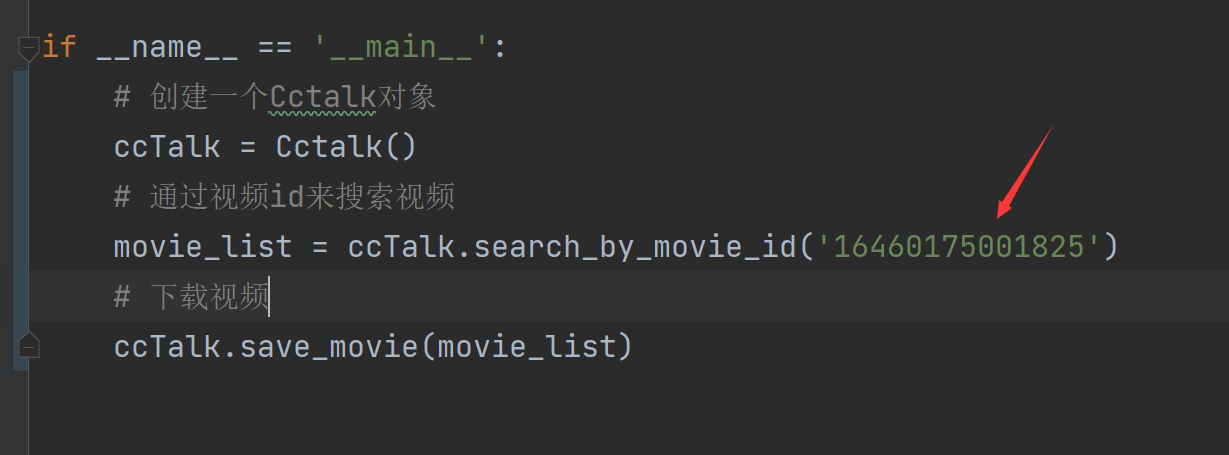 if __name__ == '__main__':
# 创建一个Cctalk对象
ccTalk = Cctalk()
# 通过视频id来搜索视频
movie_list = ccTalk.search_by_movie_id('16460175001825')
# 下载视频
ccTalk.save_movie(movie_list)